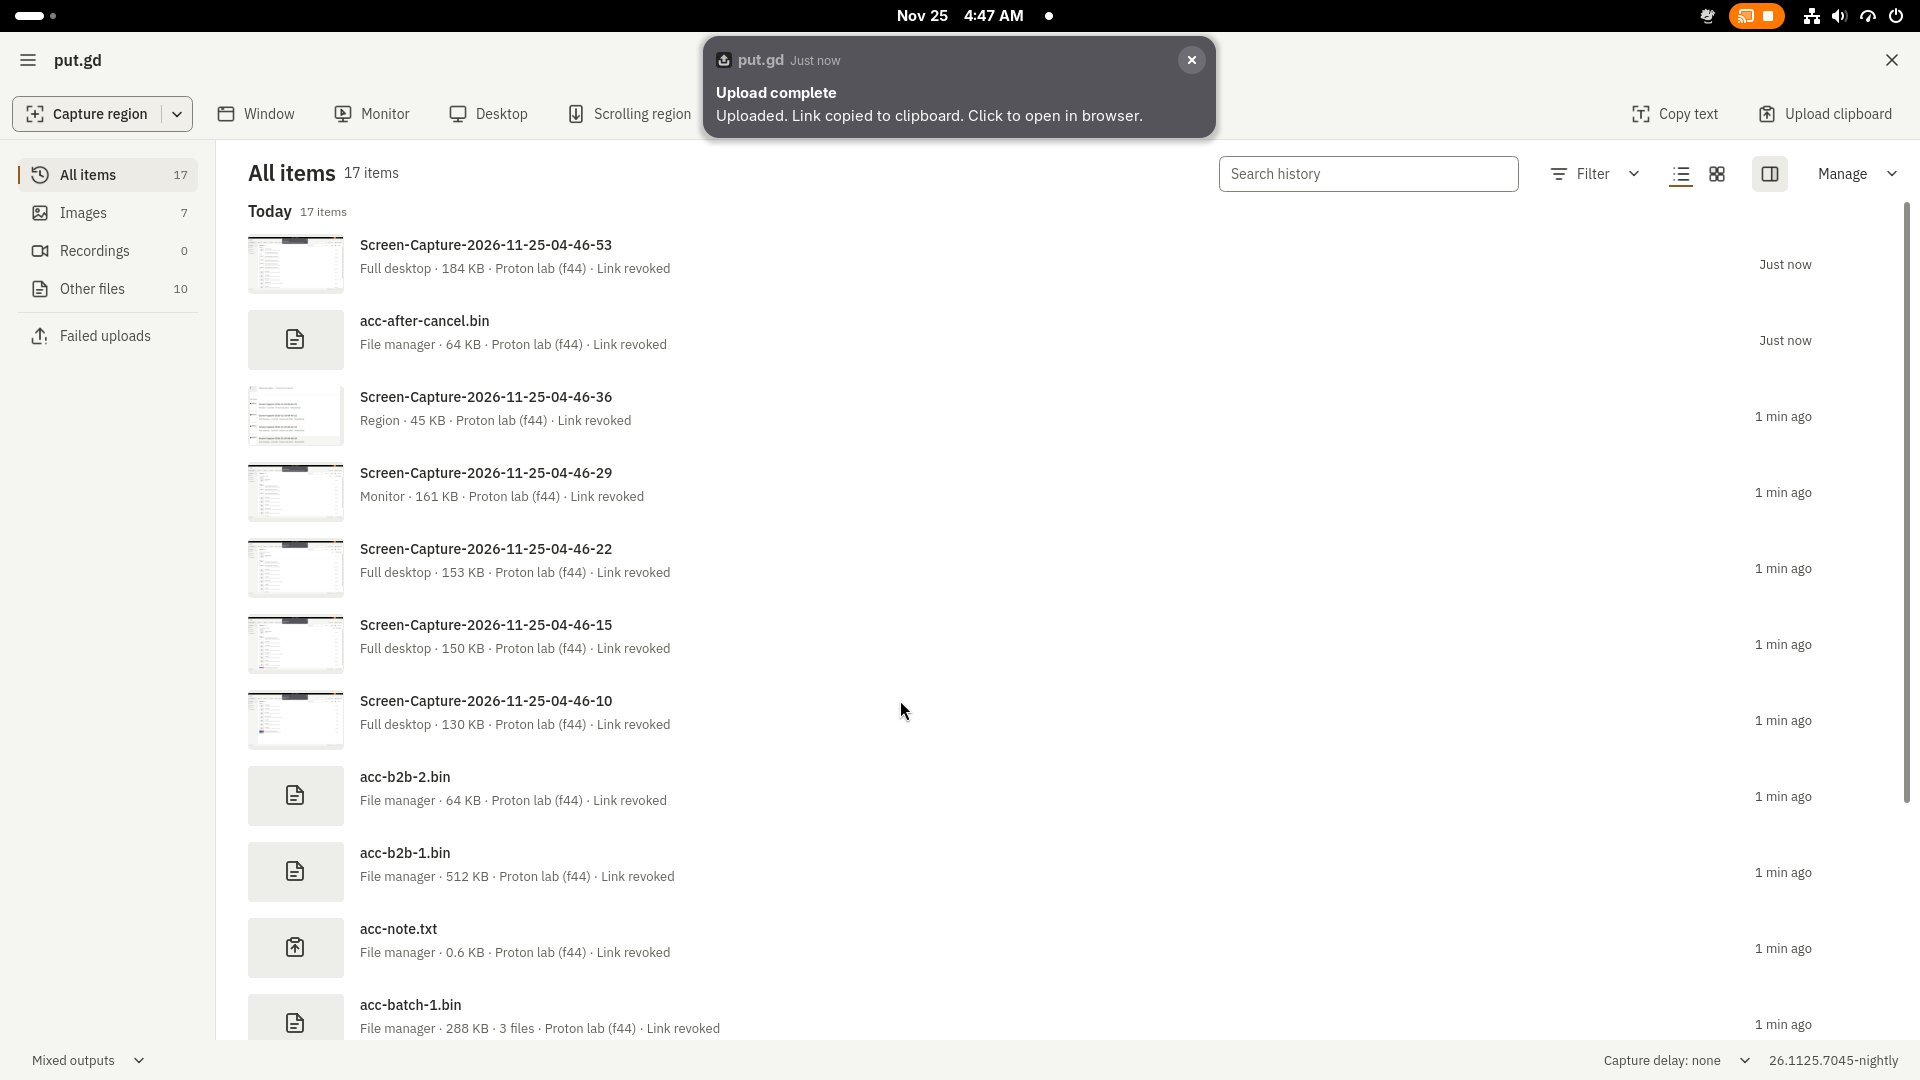 Nov 25 4:47 AM
put.gd
put.gd Just now
Upload complete
Uploaded. Link copied to clipboard. Click to open in browser.
Capture region
Window
Monitor
Desktop
Scrolling region
Copy text
Upload clipboard
All items 17
Images 7
Recordings 0
Other files 10
Failed uploads
All items 17 items
Search history
Filter
Manage
Today 17 items
Screen-Capture-2026-11-25-04-46-53
Full desktop · 184 KB · Proton lab (f44) · Link revoked
Just now
acc-after-cancel.bin
File manager · 64 KB · Proton lab (f44) · Link revoked
Just now
Screen-Capture-2026-11-25-04-46-36
Region · 45 KB · Proton lab (f44) · Link revoked
1 min ago
Screen-Capture-2026-11-25-04-46-29
Monitor · 161 KB · Proton lab (f44) · Link revoked
1 min ago
Screen-Capture-2026-11-25-04-46-22
Full desktop · 153 KB · Proton lab (f44) · Link revoked
1 min ago
Screen-Capture-2026-11-25-04-46-15
Full desktop · 150 KB · Proton lab (f44) · Link revoked
1 min ago
Screen-Capture-2026-11-25-04-46-10
Full desktop · 130 KB · Proton lab (f44) · Link revoked
1 min ago
acc-b2b-2.bin
File manager · 64 KB · Proton lab (f44) · Link revoked
1 min ago
acc-b2b-1.bin
File manager · 512 KB · Proton lab (f44) · Link revoked
1 min ago
acc-note.txt
File manager · 0.6 KB · Proton lab (f44) · Link revoked
1 min ago
acc-batch-1.bin
File manager · 288 KB · 3 files · Proton lab (f44) · Link revoked
1 min ago
Mixed outputs
Capture delay: none
26.1125.7045-nightly